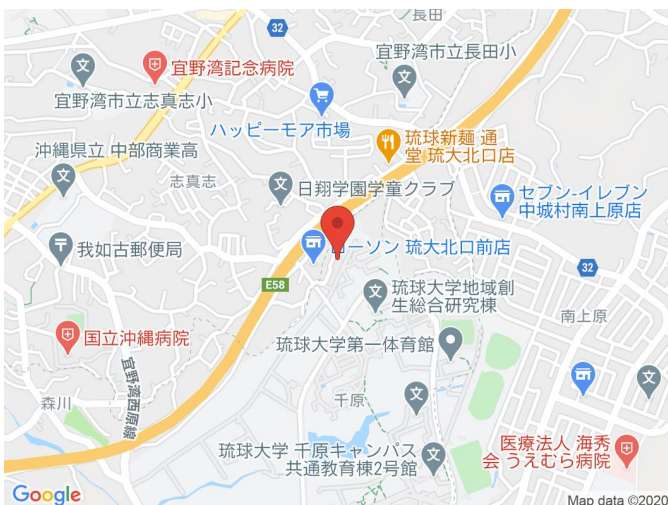 長田
32
宜野湾市立長田小
宜野湾記念病院
宜野湾市立志真志小
ハッピーモア市場
琉球新麺 通
堂 琉大北口店
沖縄県立 中部商業高
志真志
日翔学園学童クラブ
セブン-イレブン
中城村南上原店
我如古郵便局
ローソン 琉大北口前店
32
E58
琉球大学地域創
生総合研究棟
南上原
国立沖縄病院
琉球大学第一体育館
宜野湾西原線
森川
千原
琉球大学 千原キャンパス
共通教育棟2号館
医療法人 海秀
会 うえむら病院
Google
Map data ©2020